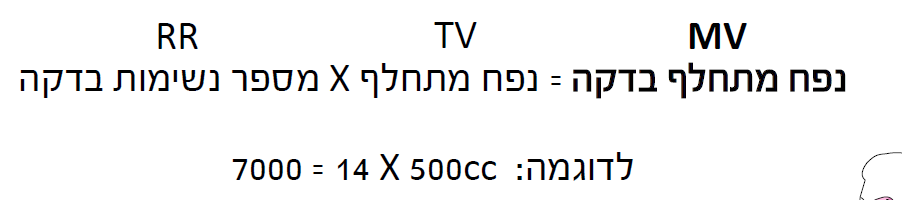 MV TV RR
נפח מתחלף בדקה = נפח מתחלף X מספר נשימות בדקה
לדוגמה: 500cc X 14 = 7000